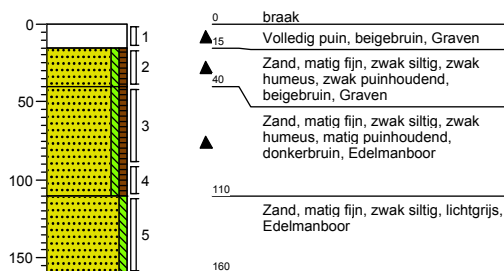 0
50
100
150
1
2
3
4
5
0 braak
15 Volledig puin, beigebruin, Graven
Zand, matig fijn, zwak siltig, zwak
humeus, zwak puinhoudend,
40 beigebruin, Graven
Zand, matig fijn, zwak siltig, zwak
humeus, matig puinhoudend,
donkerbruin, Edelmanboor
110
Zand, matig fijn, zwak siltig, lichtgrijs,
Edelmanboor
160